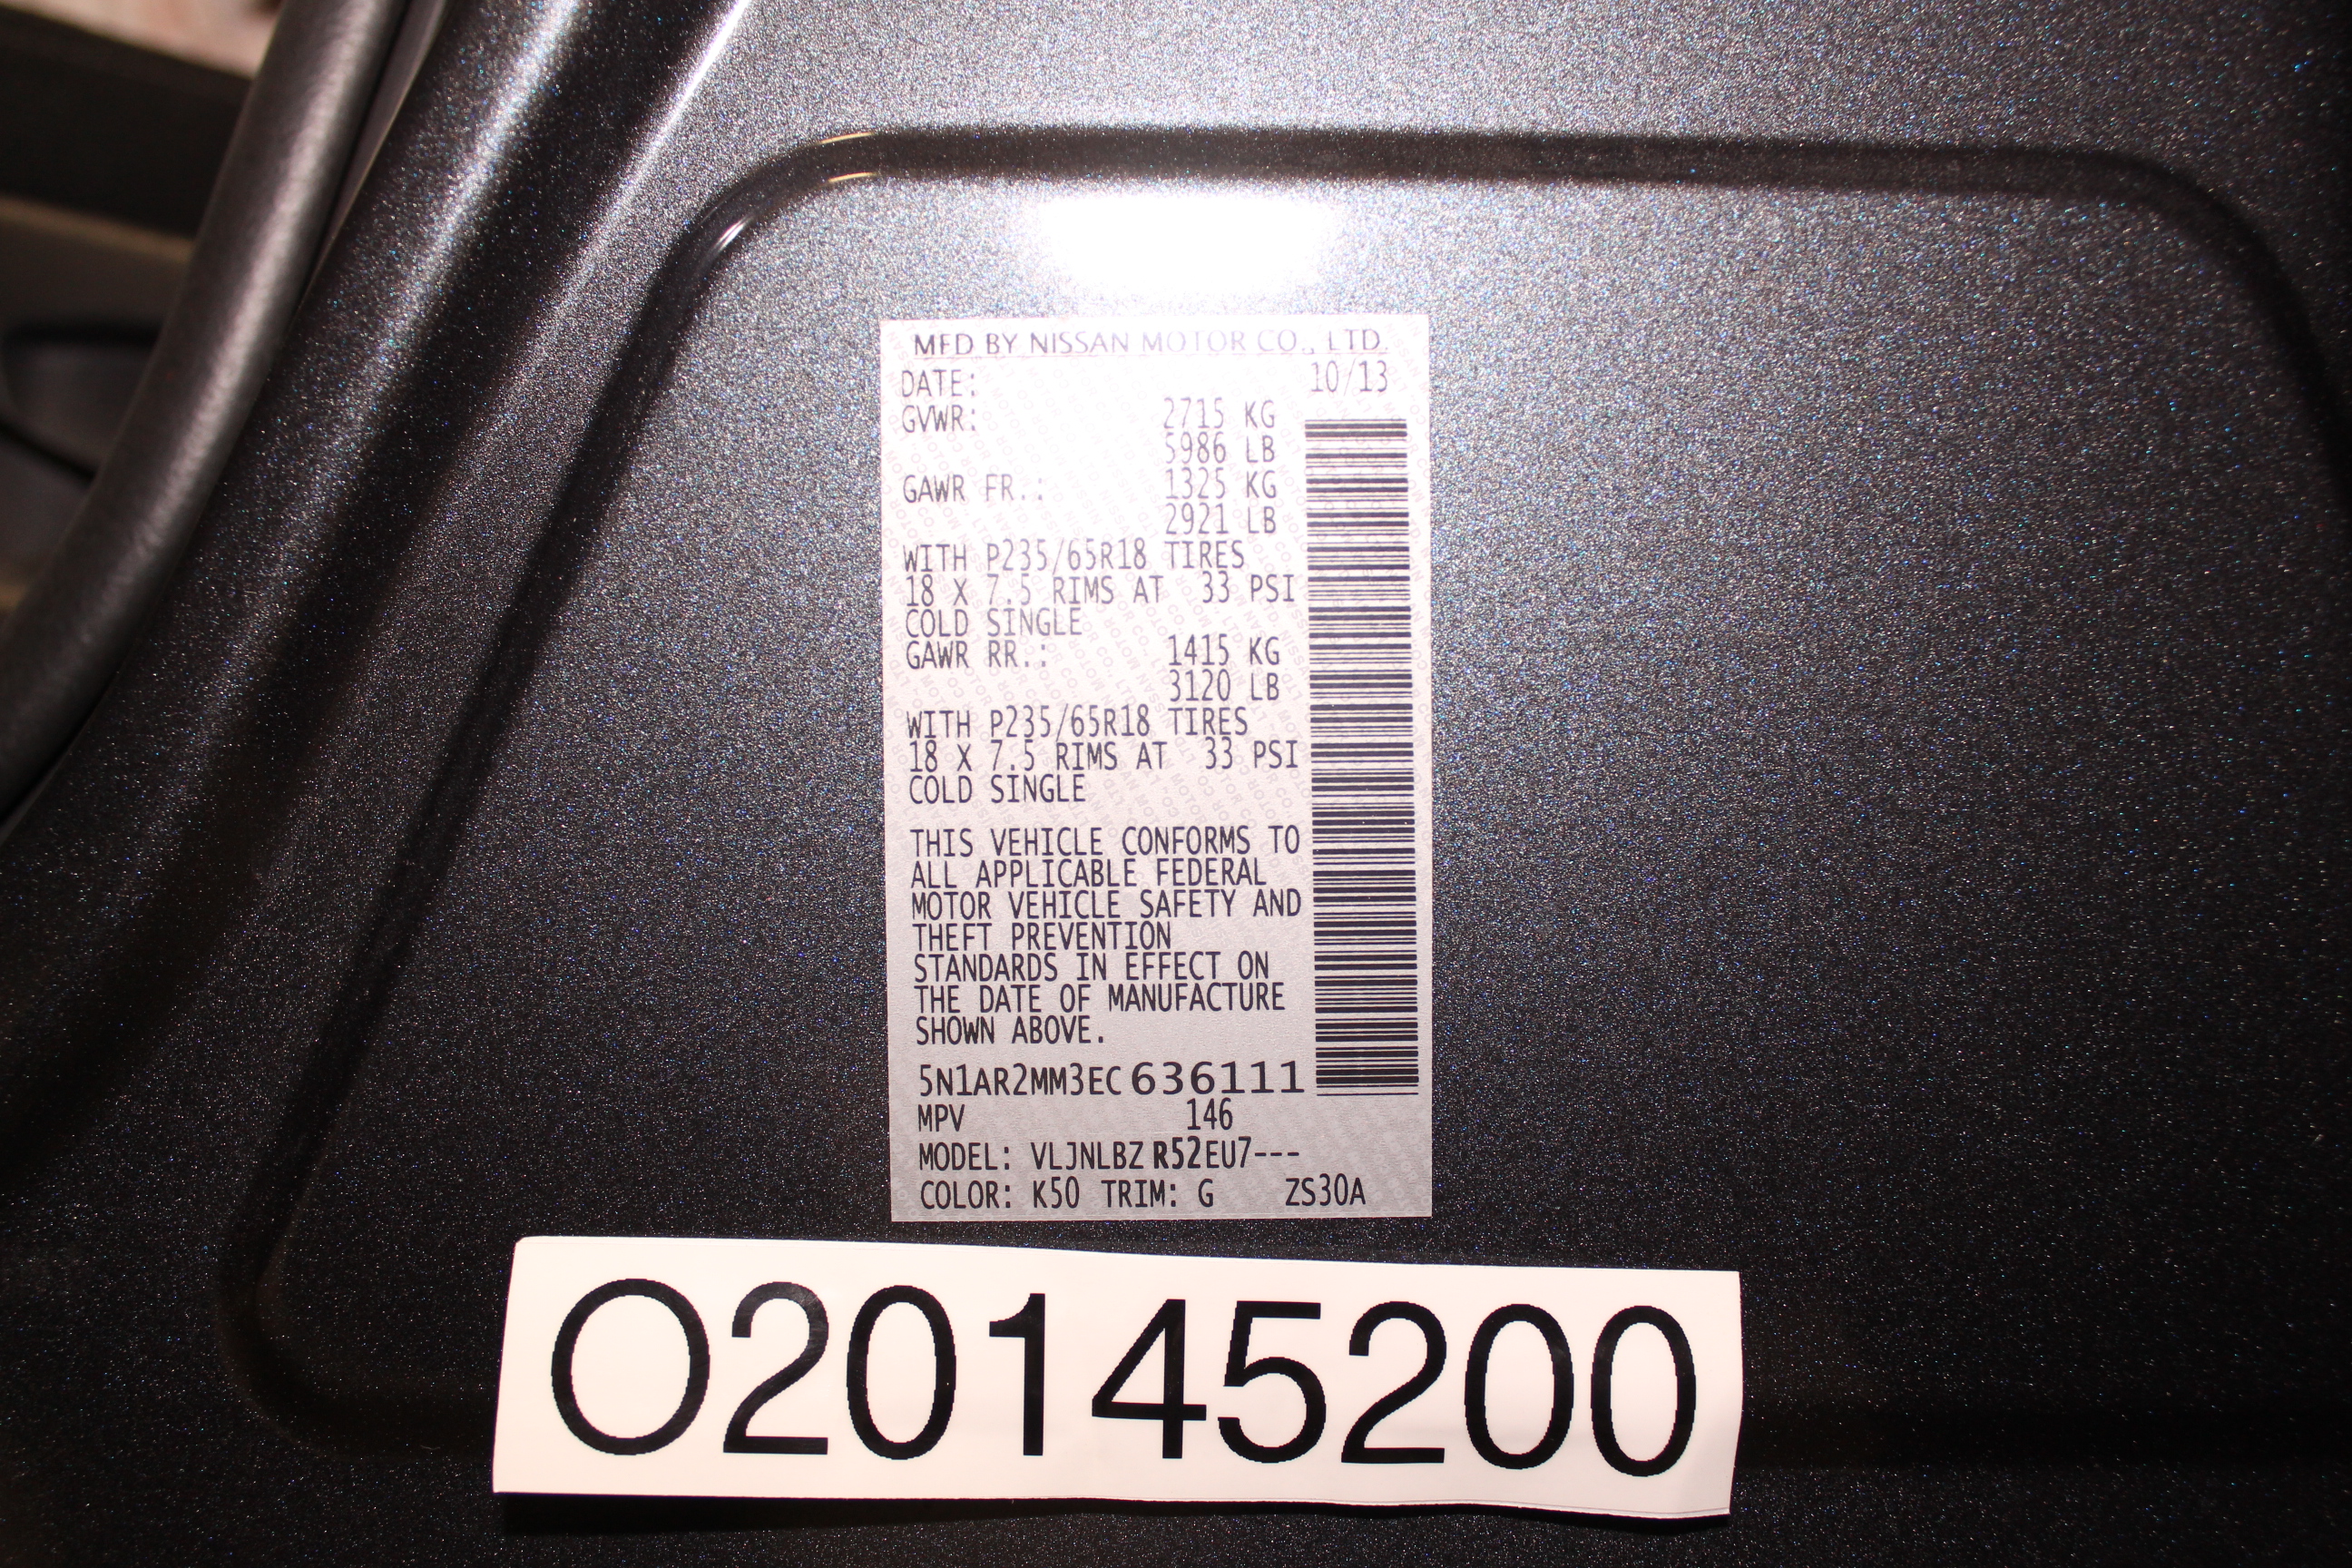 MFD BY NISSAN MOTOR CO., LTD.
DATE: 10/13
GVWR: 2715 KG
5986 LB
GAWR FR.: 1325 KG
2921 LB
WITH P235/65R18 TIRES
18 X 7.5 RIMS AT 33 PSI
COLD SINGLE
GAWR RR.: 1415 KG
3120 LB
WITH P235/65R18 TIRES
18 X 7.5 RIMS AT 33 PSI
COLD SINGLE
THIS VEHICLE CONFORMS TO
ALL APPLICABLE FEDERAL
MOTOR VEHICLE SAFETY AND
THEFT PREVENTION
STANDARDS IN EFFECT ON
THE DATE OF MANUFACTURE
SHOWN ABOVE.
5N1AR2MM3EC636111
MPV 146
MODEL: VLJNLBZR52EU7---
COLOR: K50 TRIM: G ZS30A
O20145200